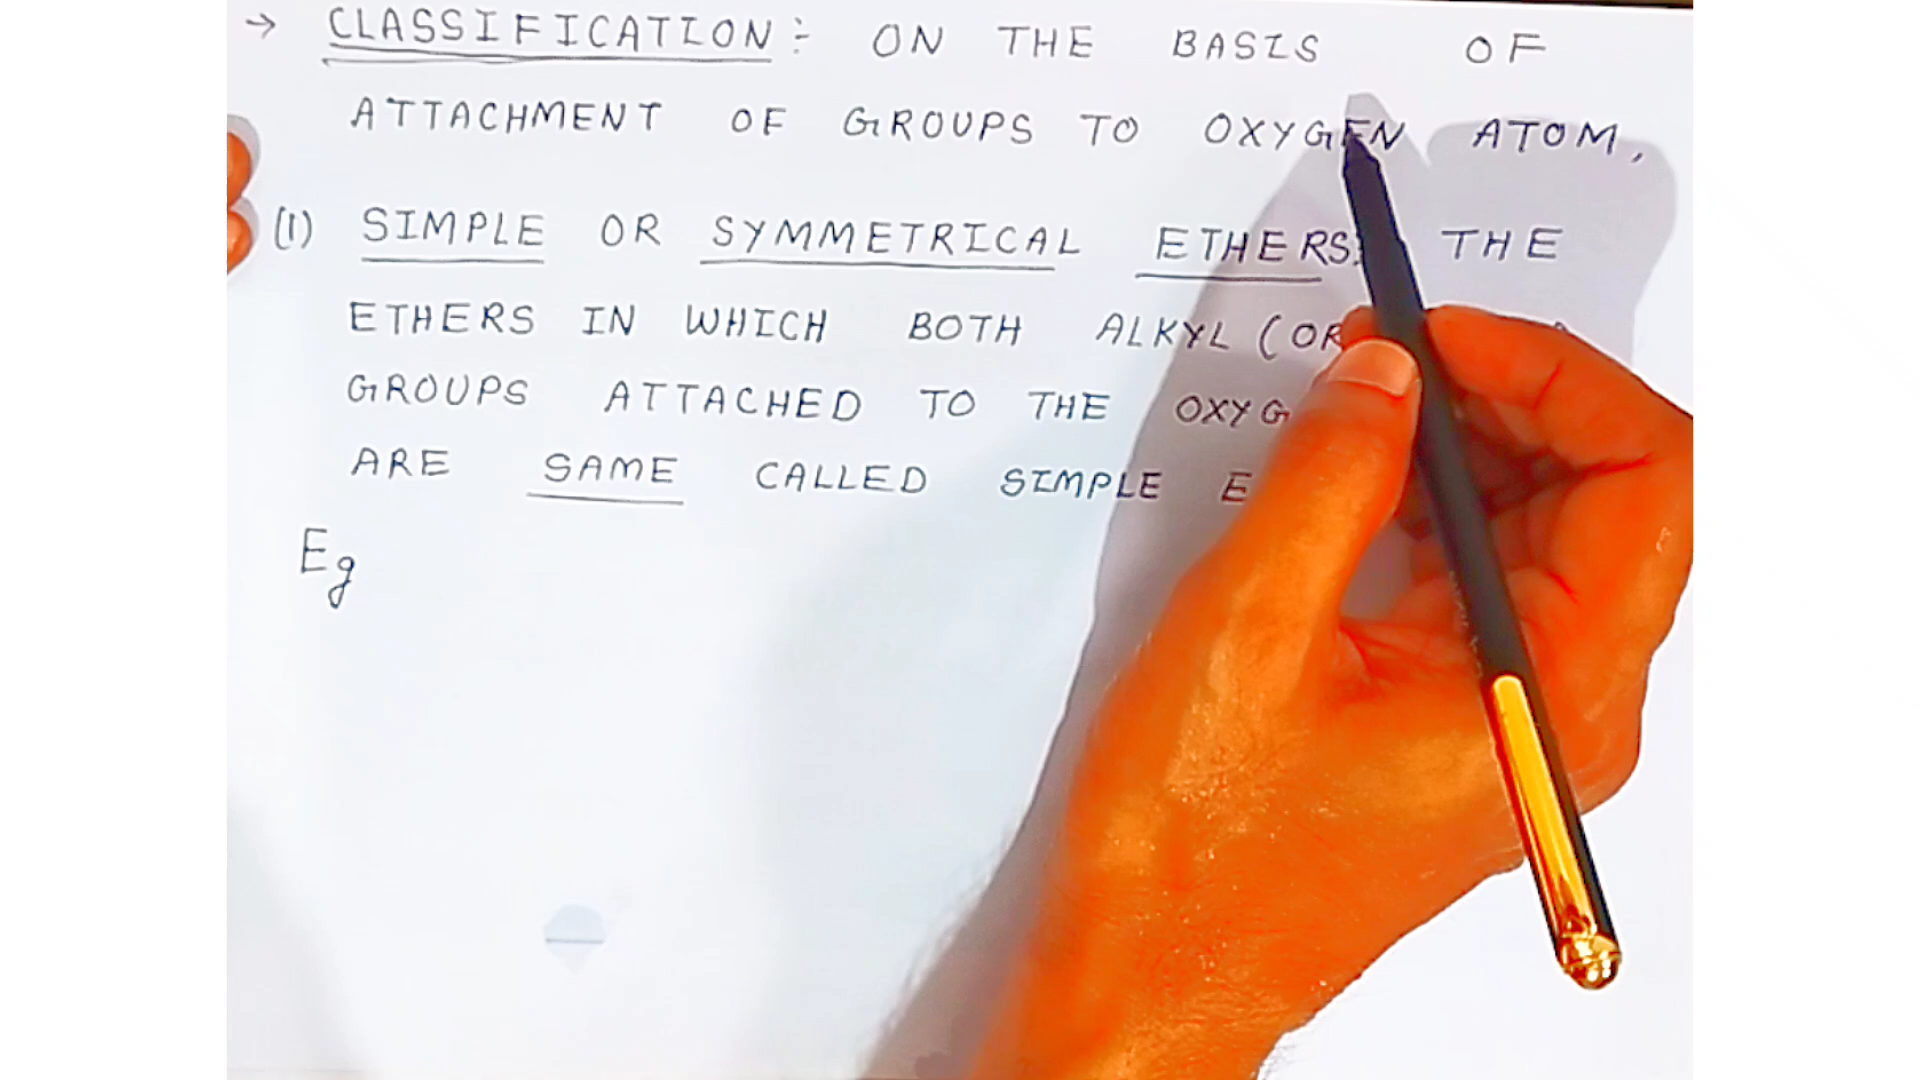 → CLASSIFICATION :- ON THE BASIS OF
ATTACHMENT OF GROUPS TO OXYGEN ATOM,
(1) SIMPLE OR SYMMETRICAL ETHERS: THE
ETHERS IN WHICH BOTH ALKYL (OR
GROUPS ATTACHED TO THE
ARE SAME CALLED SIMPLE
Eg